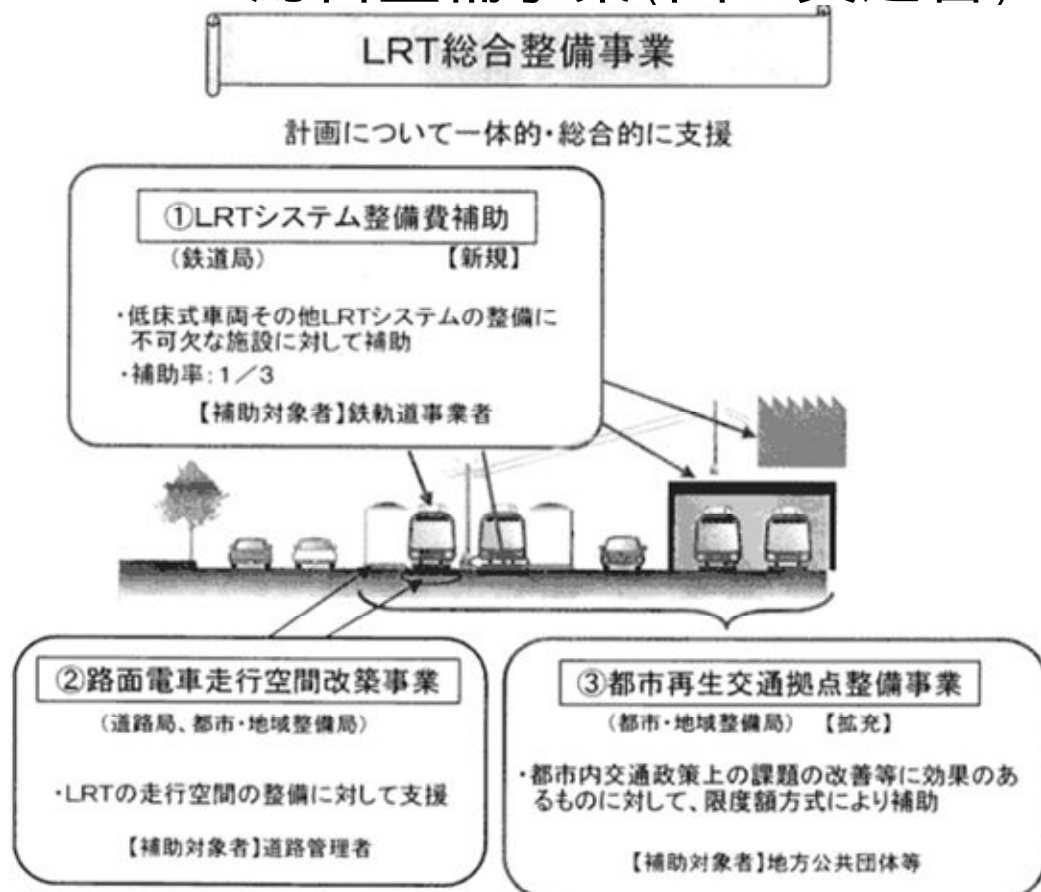 LRT総合整備事業
計画について一体的・総合的に支援
①LRTシステム整備費補助
(鉄道局) 【新規】
・低床式車両その他LRTシステムの整備に
不可欠な施設に対して補助
・補助率:1/3
【補助対象者】鉄軌道事業者
②路面電車走行空間改築事業
(道路局、都市・地域整備局)
・LRTの走行空間の整備に対して支援
【補助対象者】道路管理者
③都市再生交通拠点整備事業
(都市・地域整備局) 【拡充】
・都市内交通政策上の課題の改善等に効果のあ
るものに対して、限度額方式により補助
【補助対象者】地方公共団体等